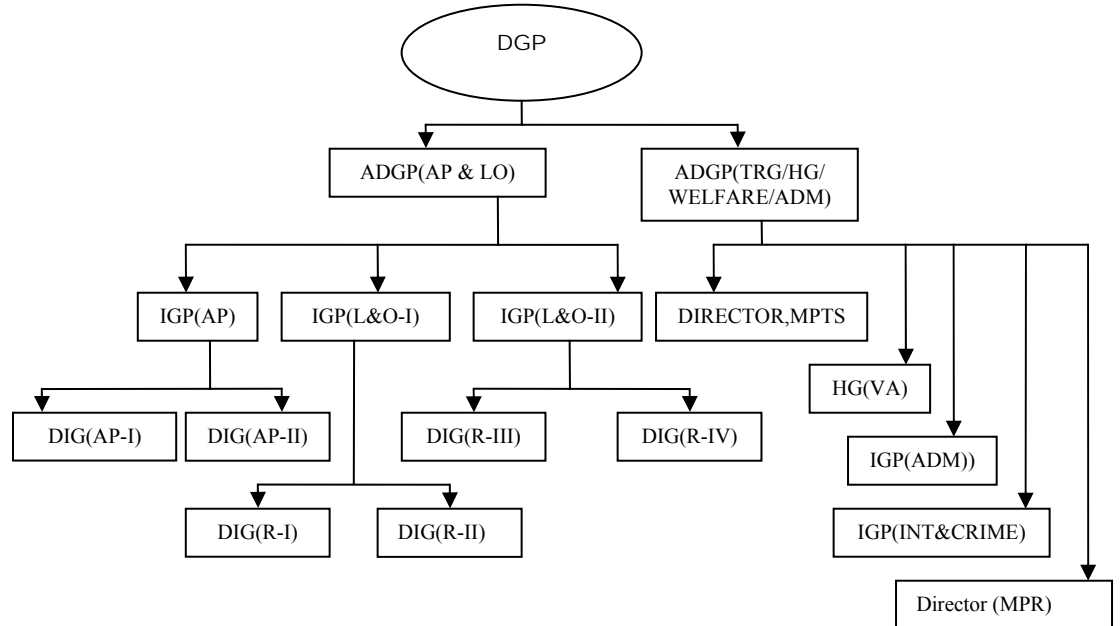 DGP
ADGP(AP & LO)
ADGP(TRG/HG/
WELFARE/ADM)
IGP(AP)
IGP(L&O-I)
IGP(L&O-II)
DIRECTOR,MPTS
HG(VA)
DIG(AP-I)
DIG(AP-II)
DIG(R-III)
DIG(R-IV)
IGP(ADM))
DIG(R-I)
DIG(R-II)
IGP(INT&CRIME)
Director (MPR)